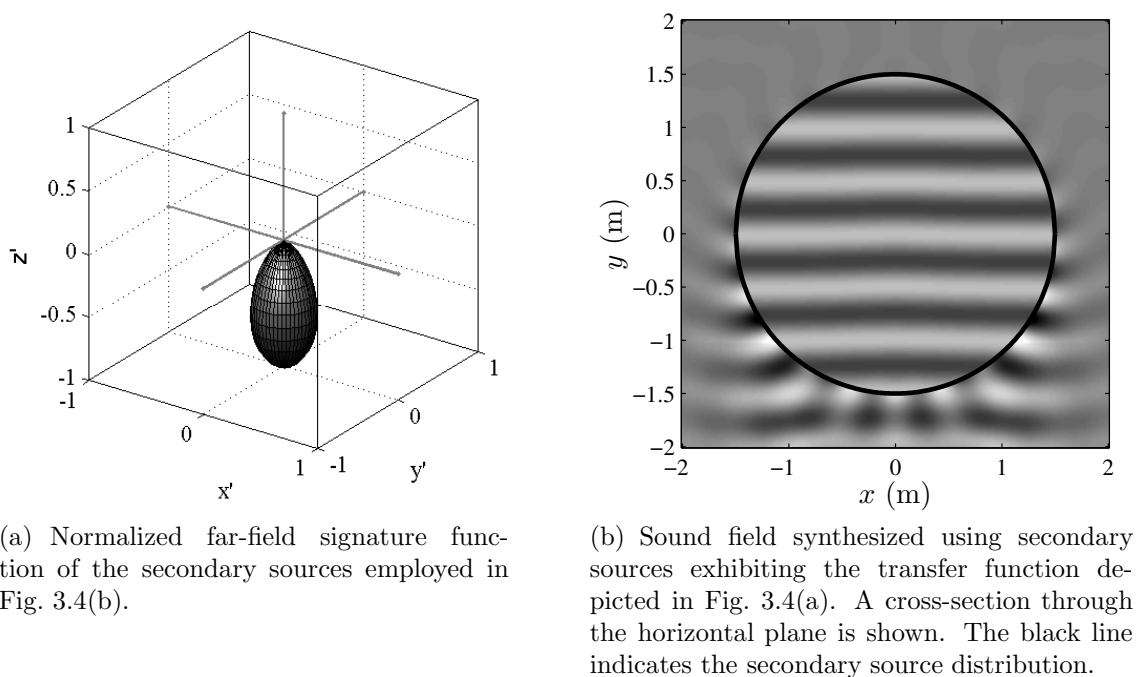 1
0.5
0
-0.5
-1
z'
-1
0
1
x'
-1
0
1
y'
2
1.5
1
0.5
0
−0.5
−1
−1.5
−2
y (m)
−2
−1
0
1
2
x (m)
(a) Normalized far-field signature func-
tion of the secondary sources employed in
Fig. 3.4(b).
(b) Sound field synthesized using secondary
sources exhibiting the transfer function de-
picted in Fig. 3.4(a). A cross-section through
the horizontal plane is shown. The black line
indicates the secondary source distribution.